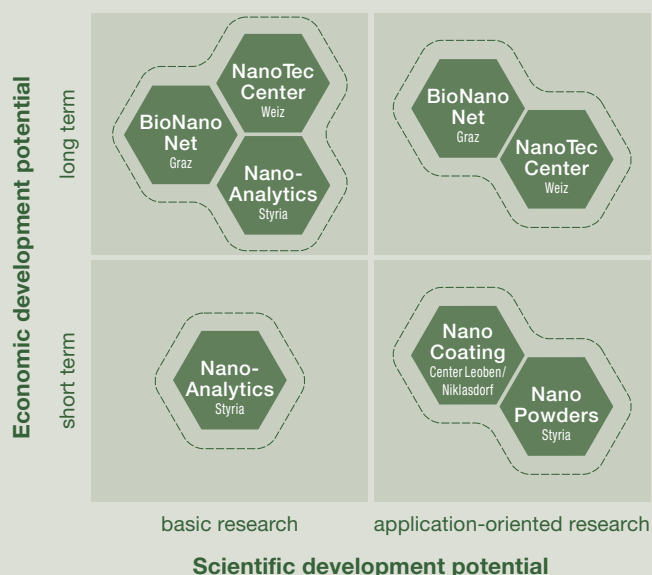 Economic development potential
long term
NanoTec
Center
Weiz
BioNano
Net
Graz
Nano-
Analytics
Styria
BioNano
Net
Graz
NanoTec
Center
Weiz
short term
Nano-
Analytics
Styria
Nano
Coating
Center Leoben/
Niklasdorf
Nano
Powders
Styria
basic research
application-oriented research
Scientific development potential